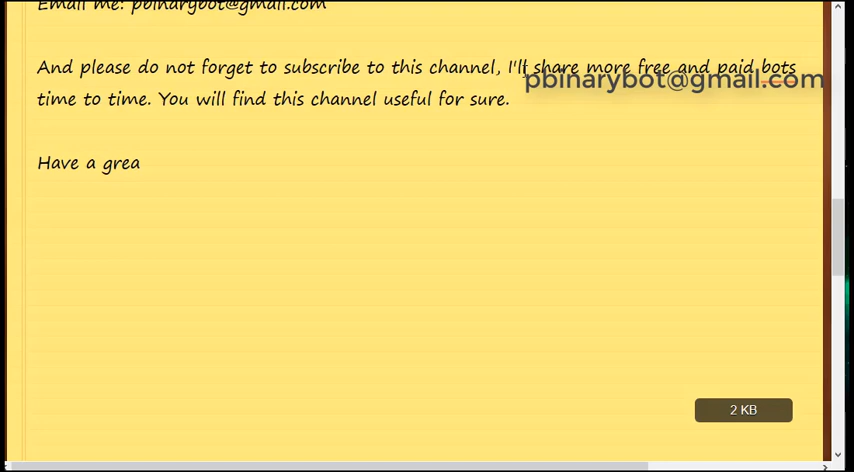 Email me: pbinarybot@gmail.com
And please do not forget to subscribe to this channel, I'll share more free and paid bots
pbinarybot@gmail.com
time to time. You will find this channel useful for sure.
Have a grea
2 KB